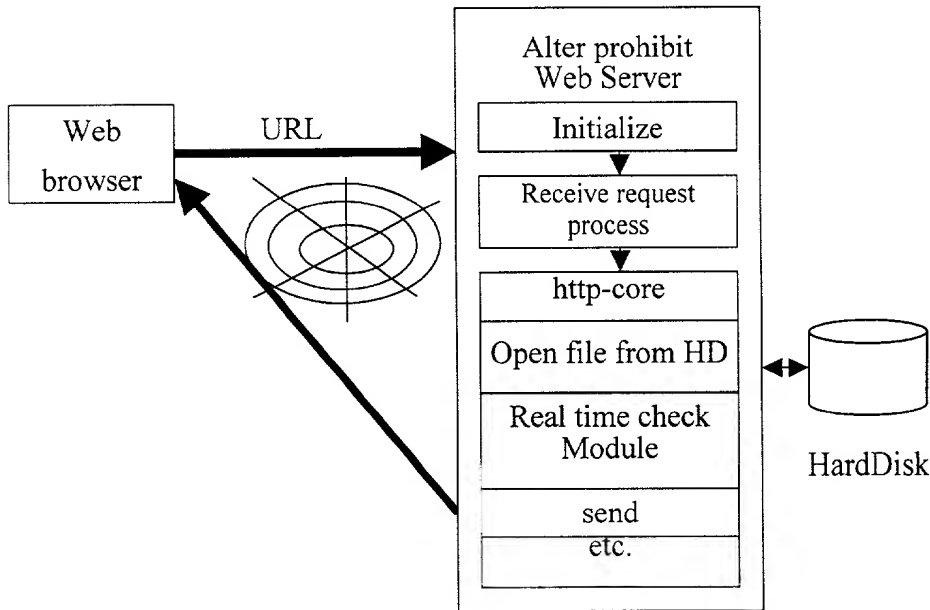 Alter prohibit
Web Server
Web
browser
URL
Initialize
Receive request
process
http-core
Open file from HD
Real time check
Module
send
etc.
HardDisk